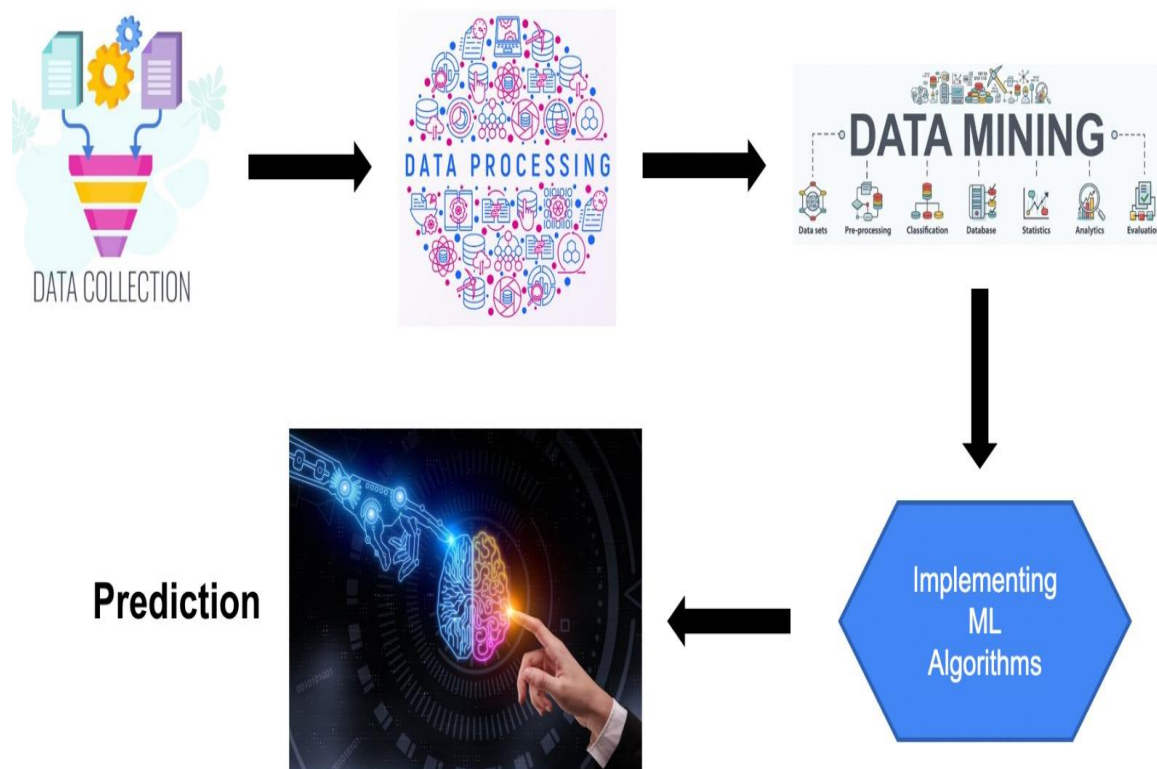 DATA COLLECTION
DATA PROCESSING
DATA MINING
Data sets
Pre-processing
Classification
Database
Statistics
Analytics
Evaluation
Implementing
ML
Algorithms
Prediction